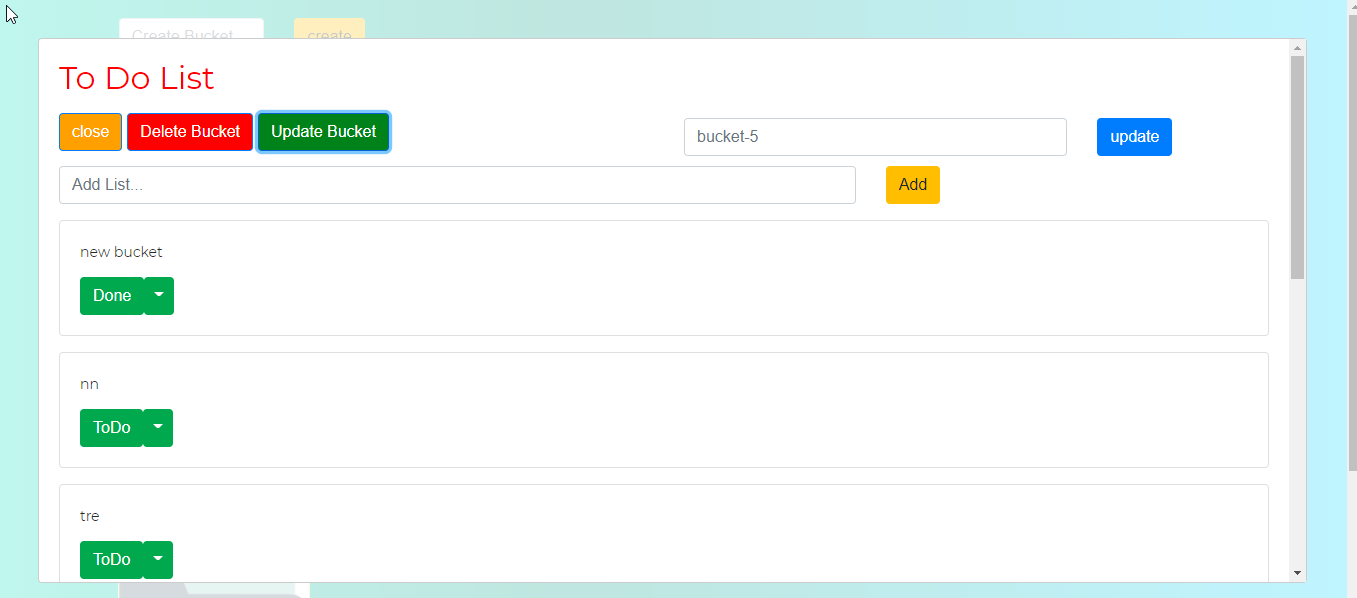 Create Bucket
create
To Do List
close Delete Bucket Update Bucket bucket-5 update
Add List... Add
new bucket
Done
nn
ToDo
tre
ToDo